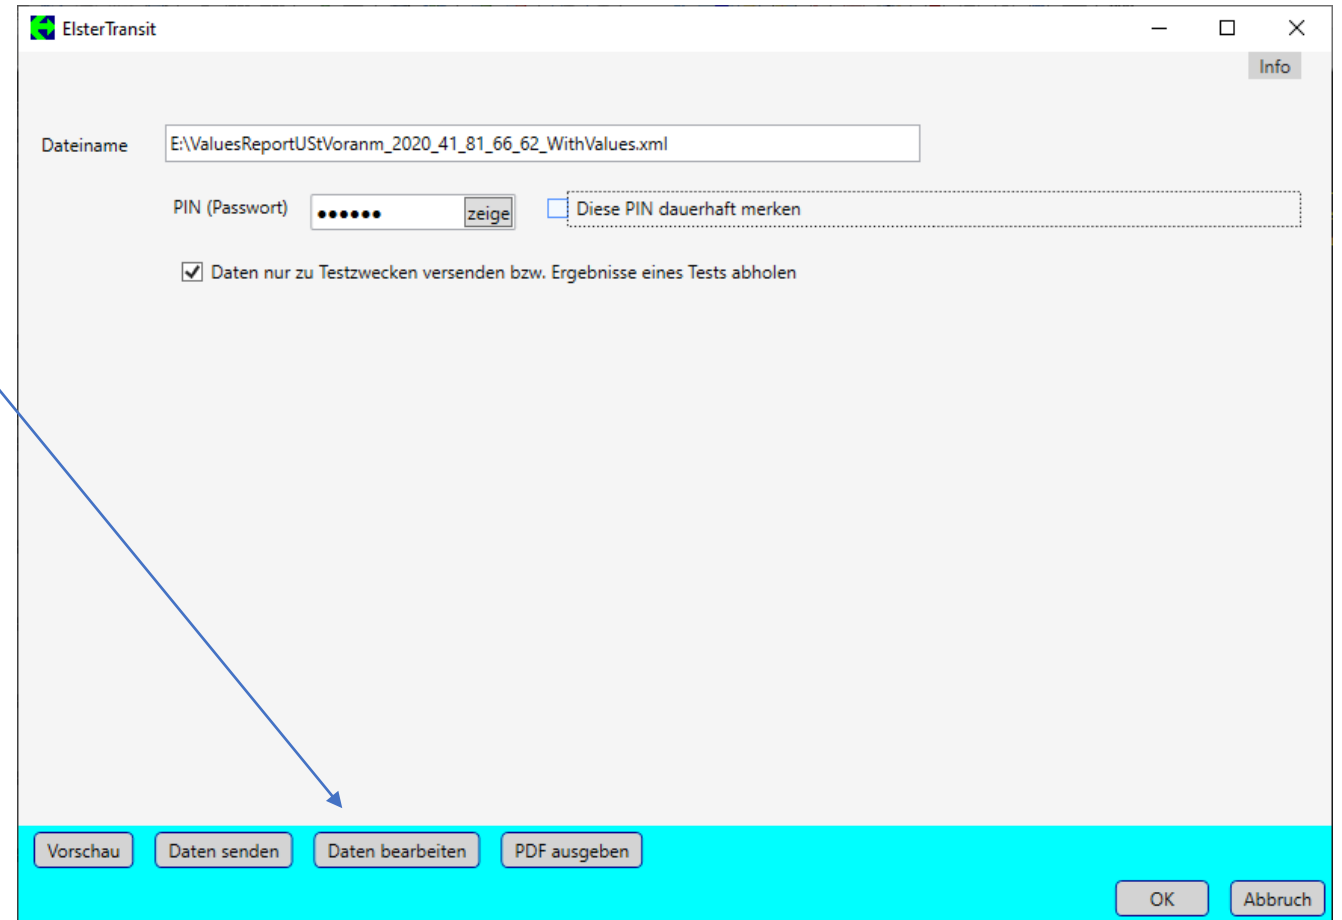 ElsterTransit
Info
Dateiname E:\ValuesReportUStVoranm_2020_41_81_66_62_WithValues.xml
PIN (Passwort) •••••• zeige Diese PIN dauerhaft merken
Daten nur zu Testzwecken versenden bzw. Ergebnisse eines Tests abholen
Vorschau Daten senden Daten bearbeiten PDF ausgeben
OK Abbruch